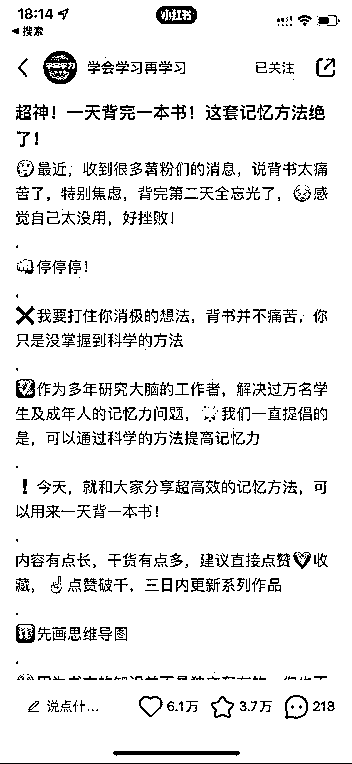 18:14
小红书
搜索
学会学习再学习
已关注
超神！一天背完一本书！这套记忆方法绝
了！
最近，收到很多薯粉们的消息，说背书太痛
苦了，特别焦虑，背完第二天全忘光了，感
觉自己太没用，好挫败！
.
停停停！
.
❌我要打住你消极的想法，背书并不痛苦，你
只是没掌握到科学的方法
.
作为多年研究大脑的工作者，解决过万名学
生及成年人的记忆力问题，我们一直提倡的
是，可以通过科学的方法提高记忆力
.
❗今天，就和大家分享超高效的记忆方法，可
以用来一天背一本书！
.
内容有点长，干货有点多，建议直接点赞收
藏，☝点赞破千，三日内更新系列作品
.
先画思维导图
.
说点什...
6.1万
3.7万
213